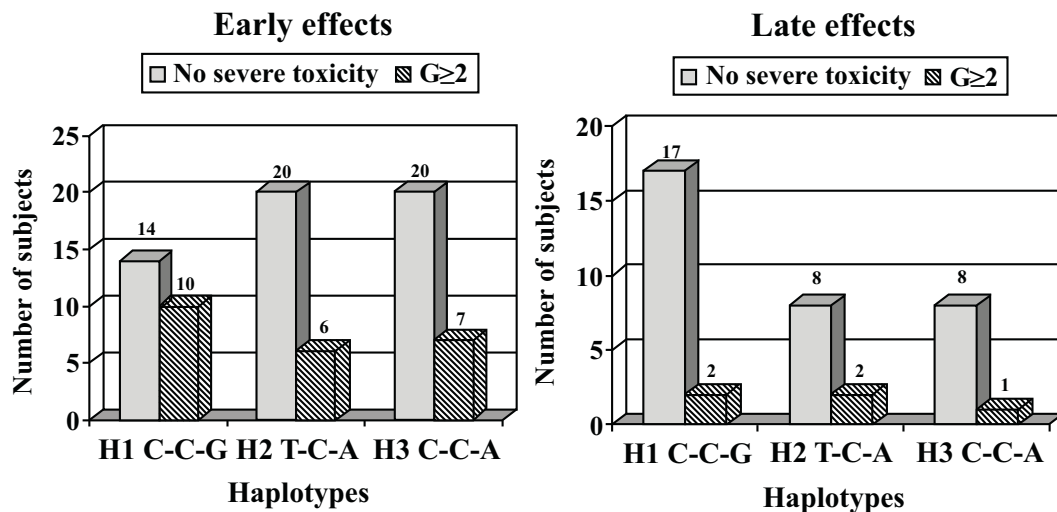 Early effects
No severe toxicity G≥2
Number of subjects
25
20
15
10
5
0
14
10
20
6
20
7
H1 C-C-G H2 T-C-A H3 C-C-A
Haplotypes
Late effects
No severe toxicity G≥2
Number of subjects
20
15
10
5
0
17
2
8
2
8
1
H1 C-C-G H2 T-C-A H3 C-C-A
Haplotypes